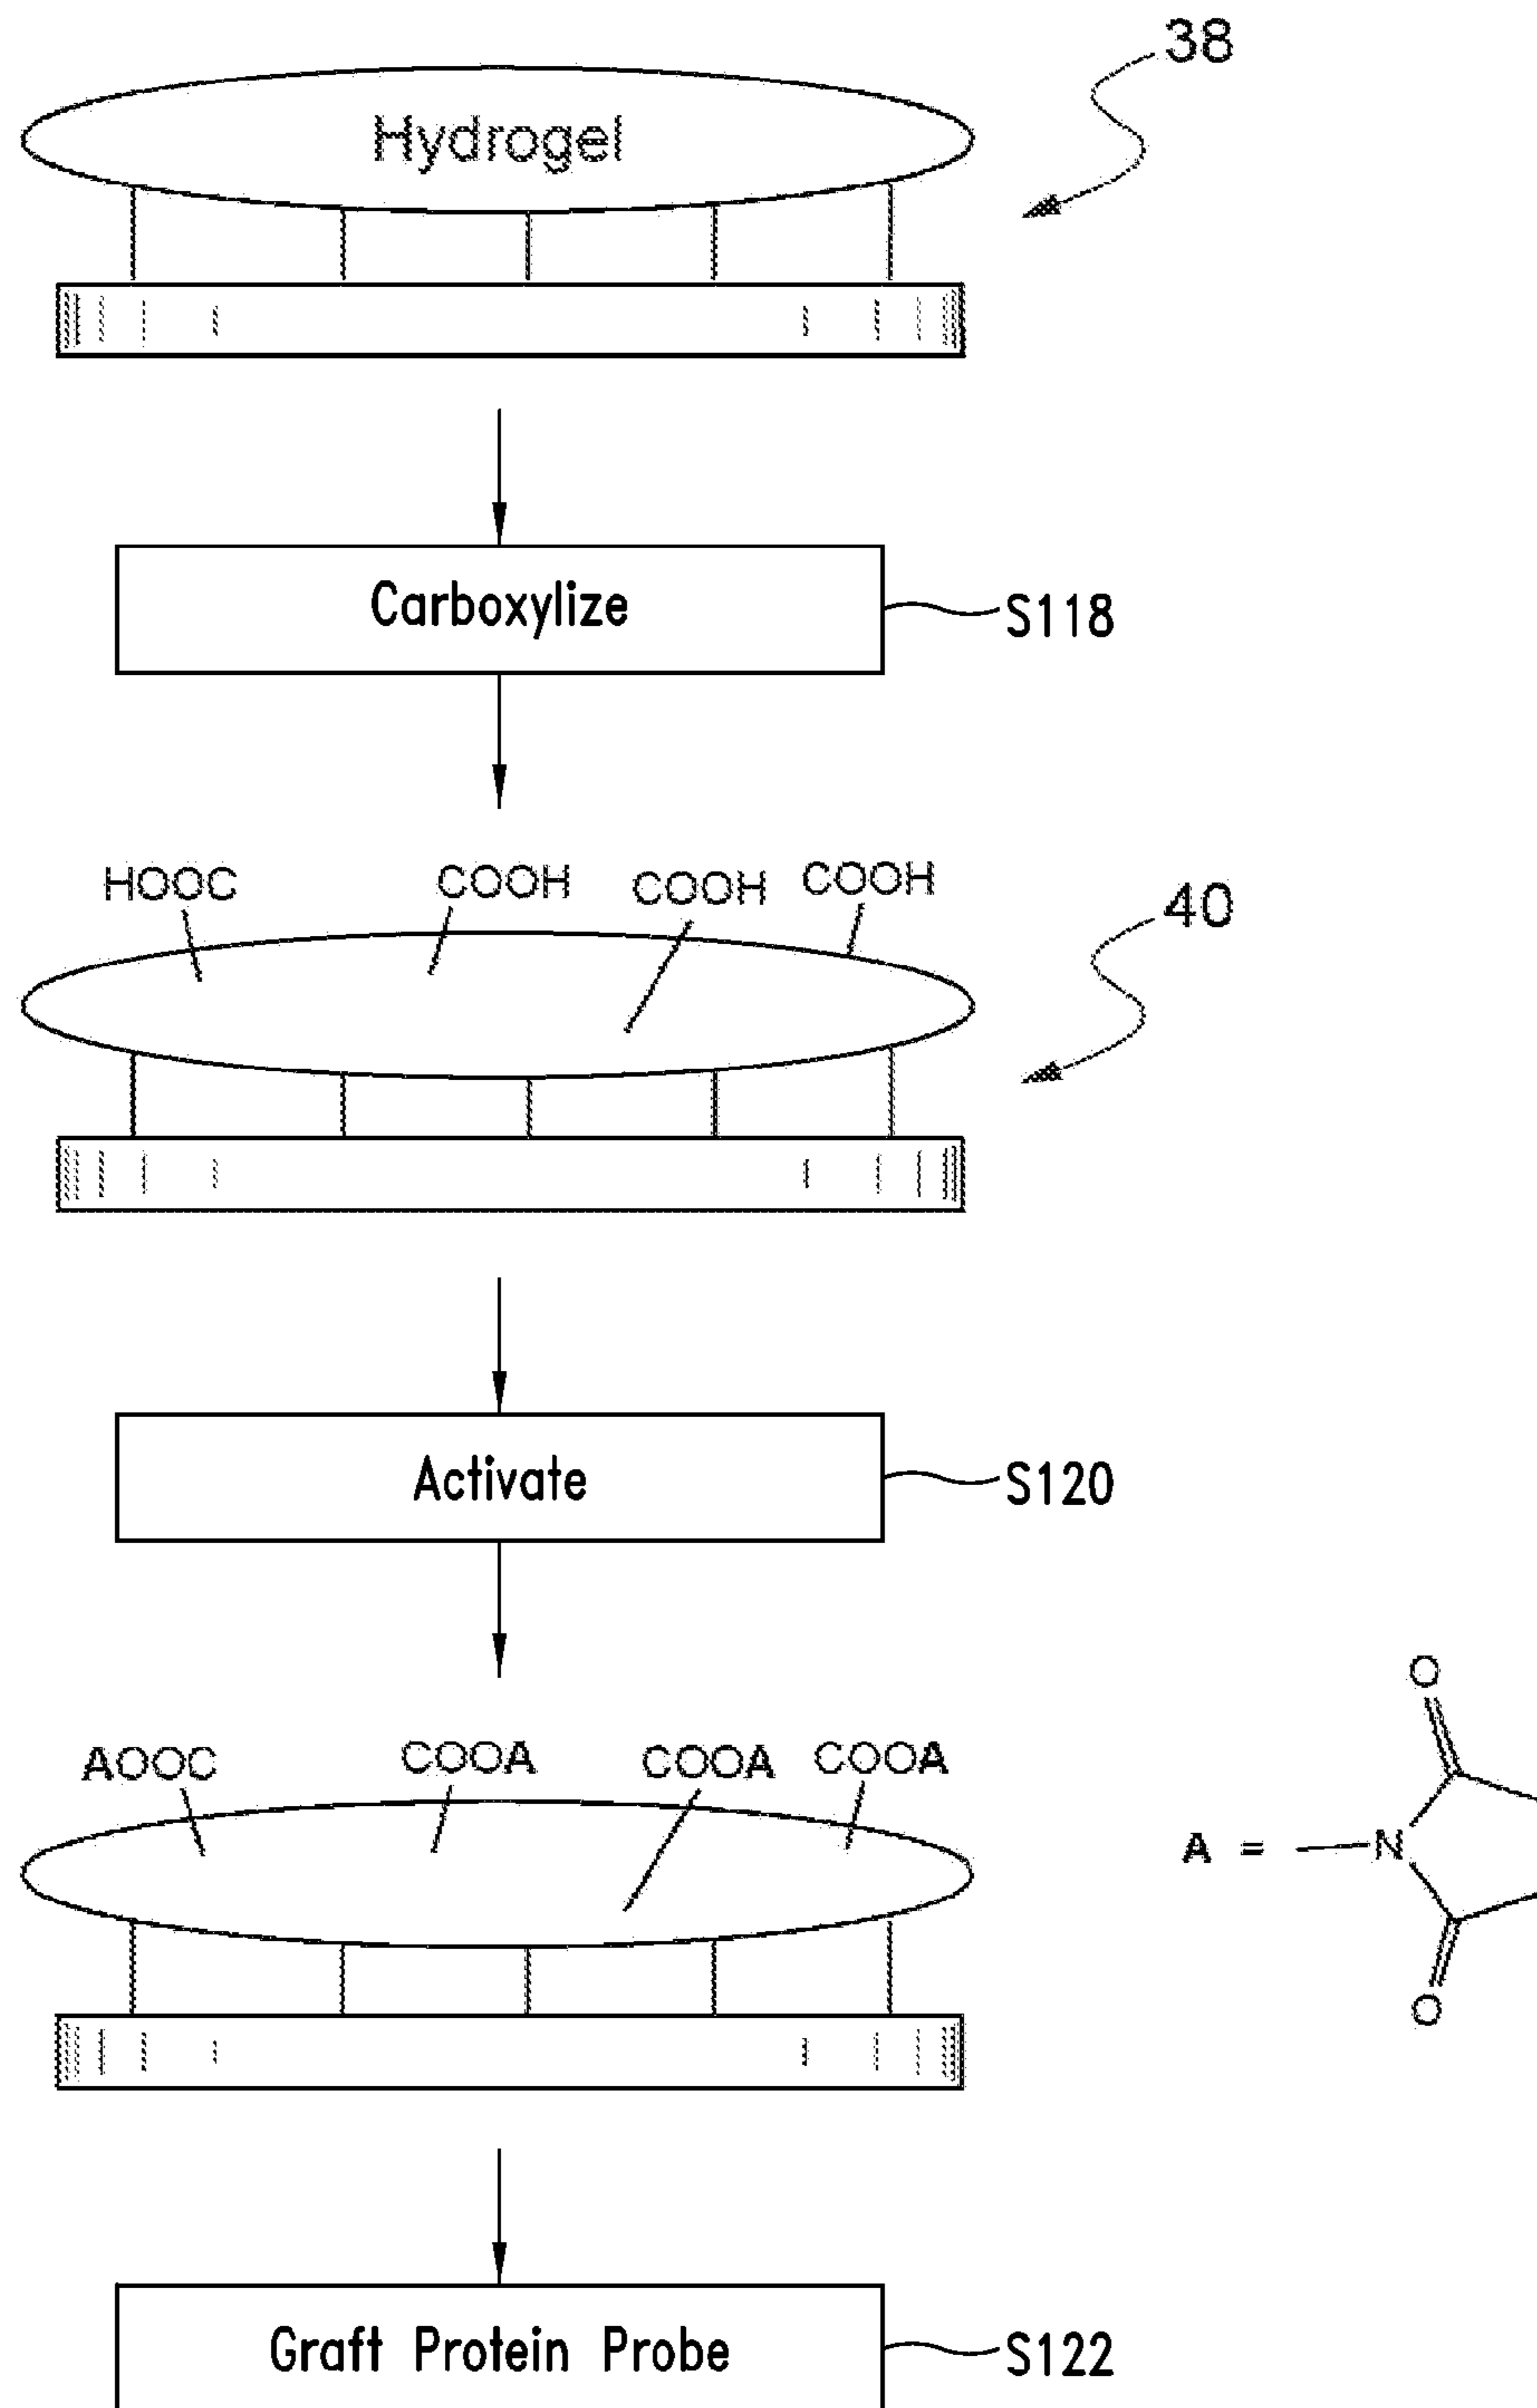 38
Hydrogel
Carboxylize
S118
HOOC COOH COOH COOH
40
Activate
S120
AOOC COOA COOA COOA
O
A = N
O
Graft Protein Probe
S122